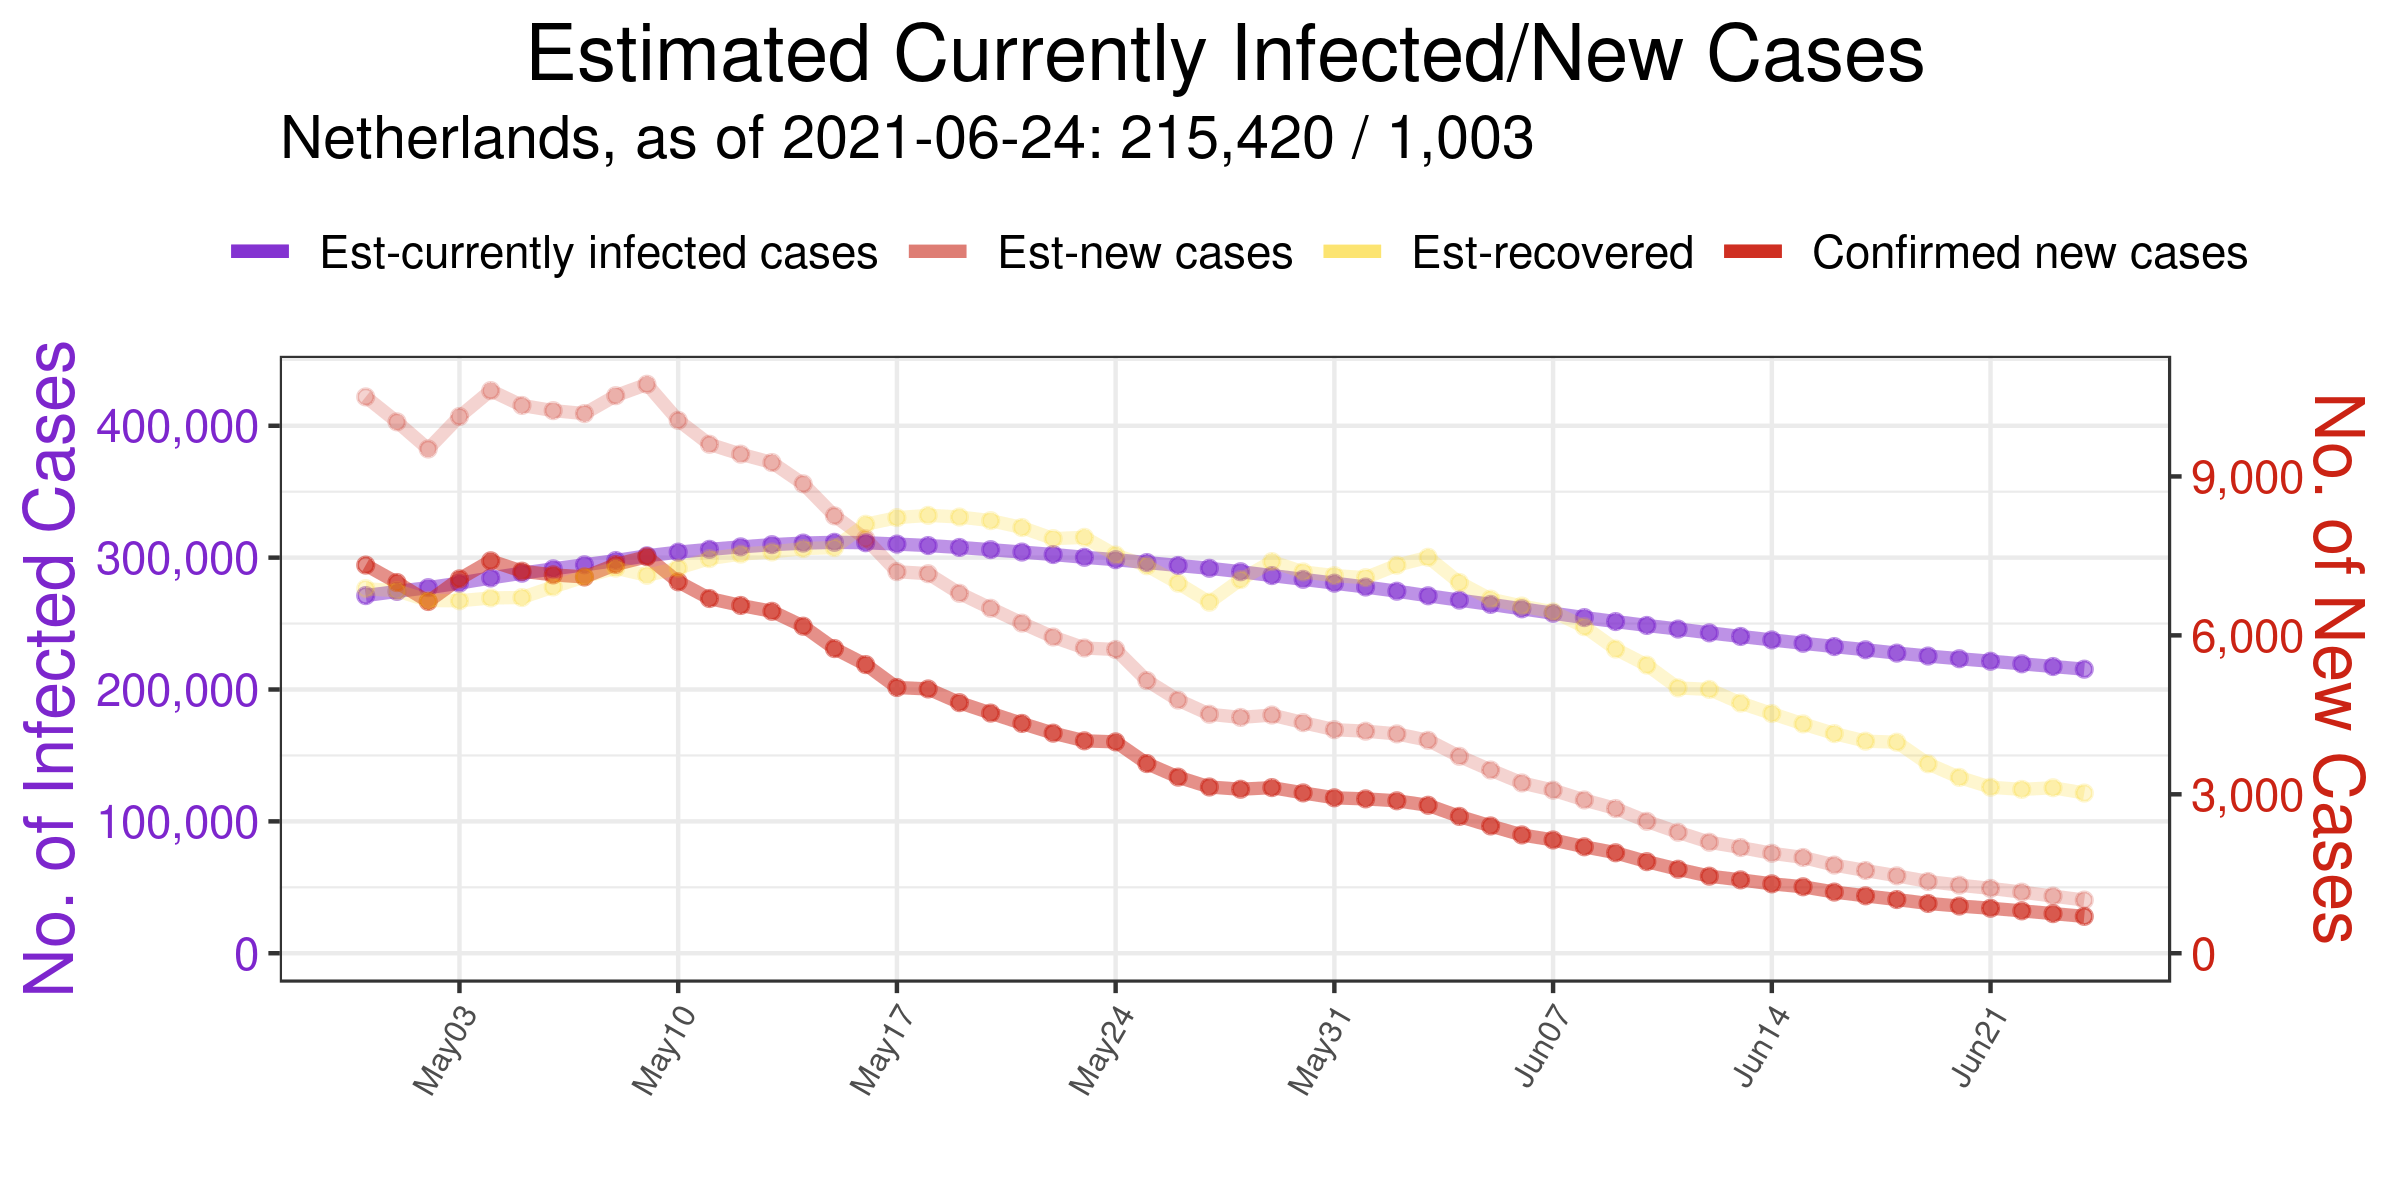 Estimated Currently Infected/New Cases
Netherlands, as of 2021-06-24: 215,420 / 1,003
Est-currently infected cases Est-new cases Est-recovered Confirmed new cases
No. of Infected Cases
400,000
300,000
200,000
100,000
0
9,000
6,000
3,000
0
No. of New Cases
May03 May10 May17 May24 May31 Jun07 Jun14 Jun21